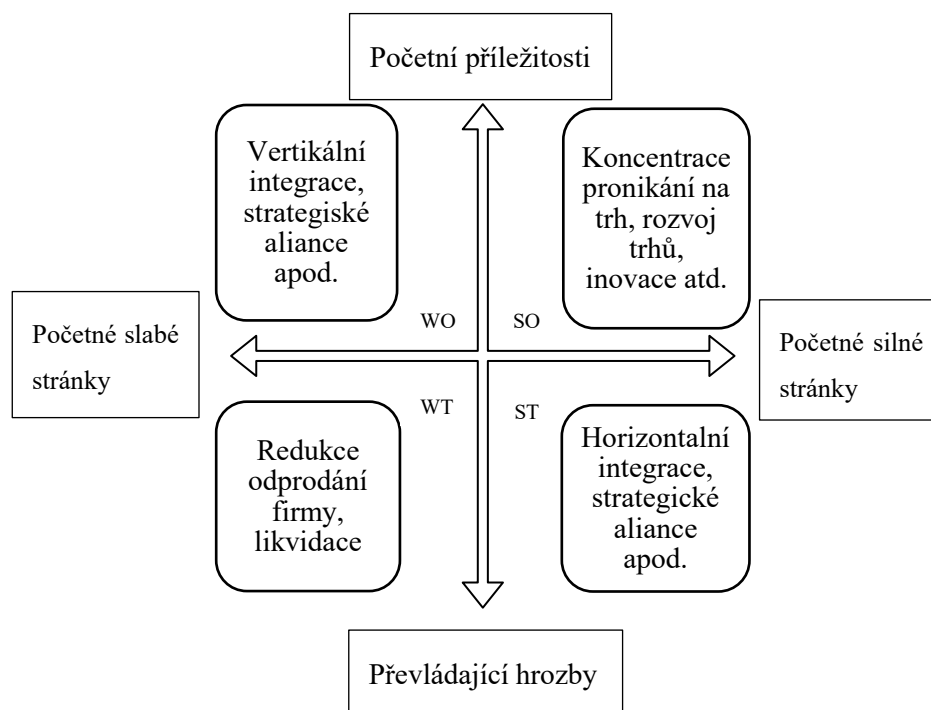 Početní příležitosti
Vertikální
integrace,
strategiské
aliance
apod.
Koncentrace
pronikání na
trh, rozvoj
trhů,
inovace atd.
WO
SO
Početné slabé
stránky
Početné silné
stránky
WT
ST
Redukce
odprodání
firmy,
likvidace
Horizontalní
integrace,
strategické
aliance
apod.
Převládající hrozby